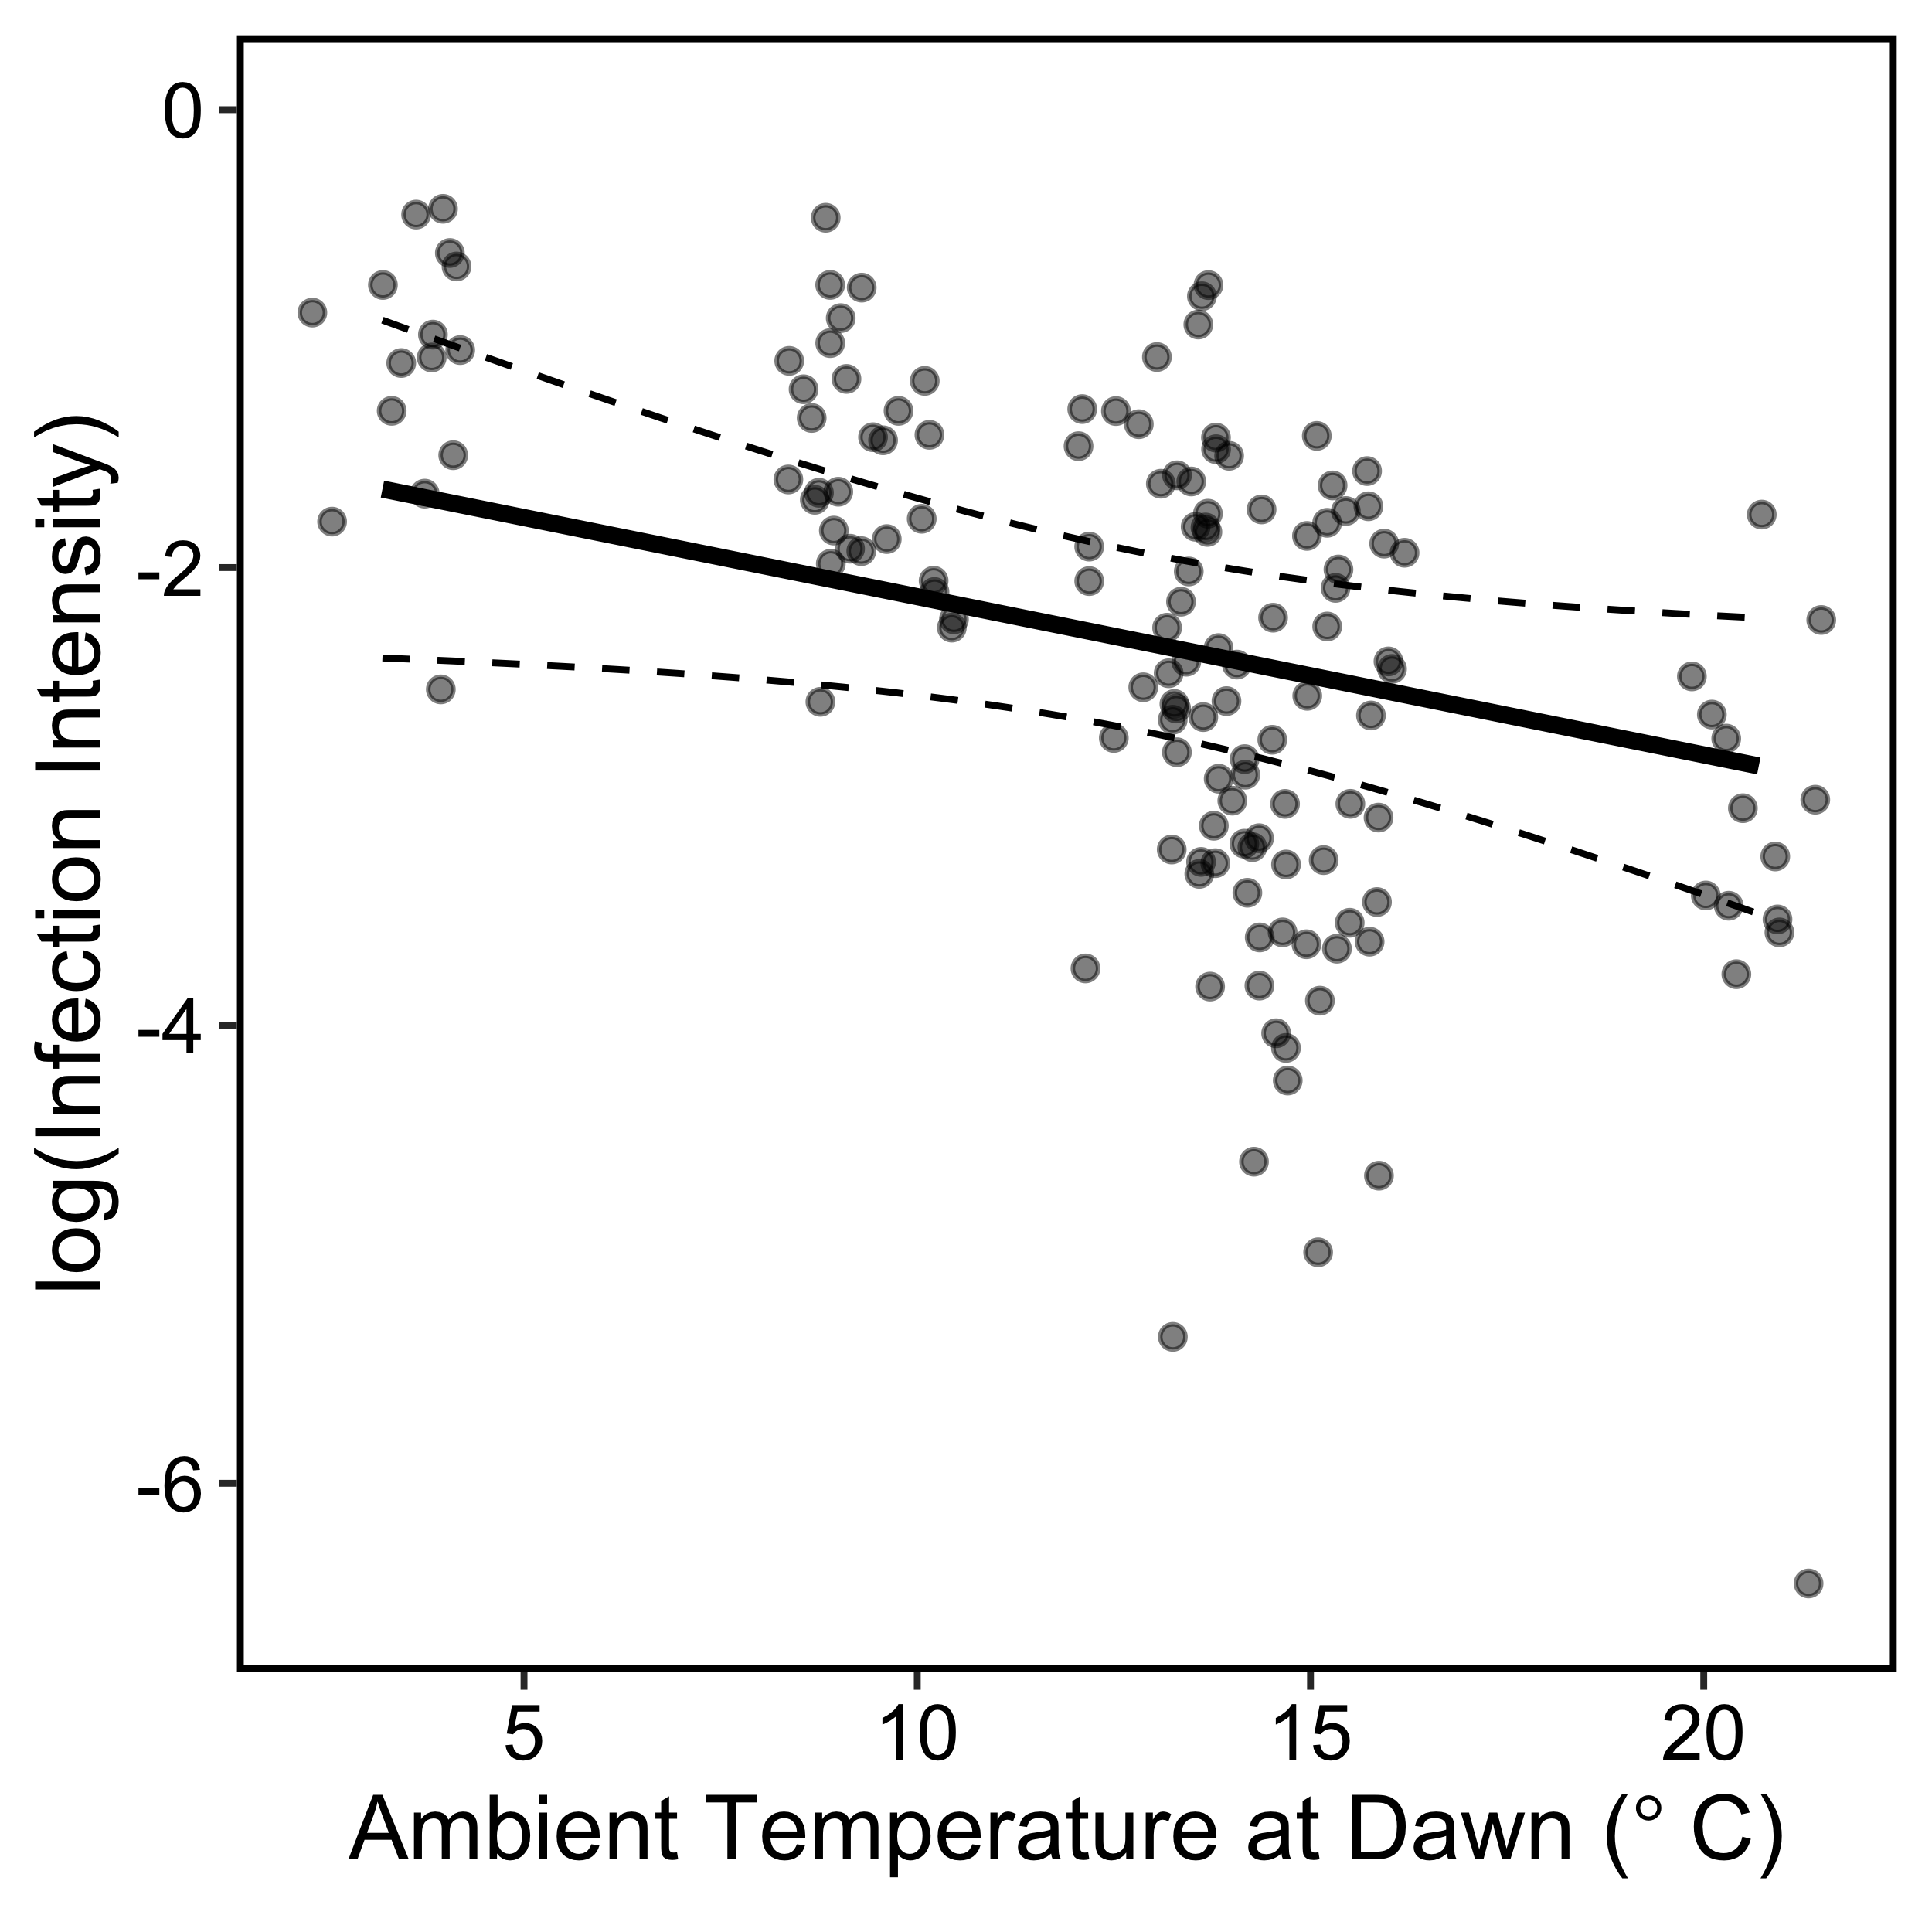 log(Infection Intensity)
0
-2
-4
-6
5 10 15 20
Ambient Temperature at Dawn (° C)